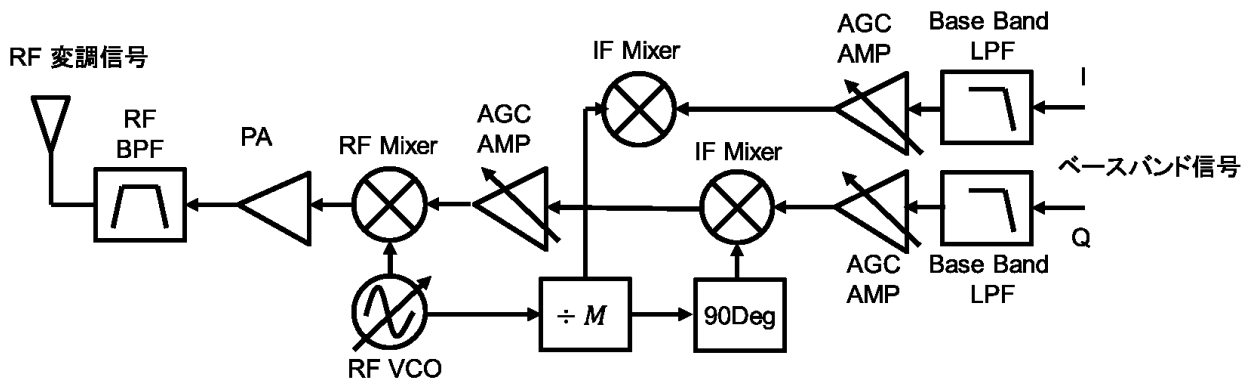 RF 変調信号
RF
BPF
PA
RF Mixer
AGC
AMP
IF Mixer
IF Mixer
AGC
AMP
Base Band
LPF
I
ベースバンド信号
Q
AGC
AMP
Base Band
LPF
RF VCO
÷ M
90Deg